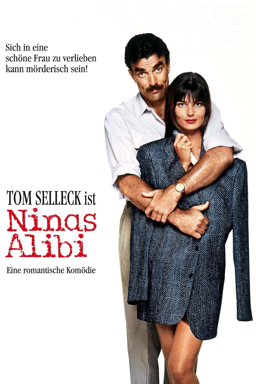 Sich in eine
schöne Frau zu verlieben
kann mörderisch sein!
TOM SELLECK ist
Ninas
Alibi
Eine romantische Komödie